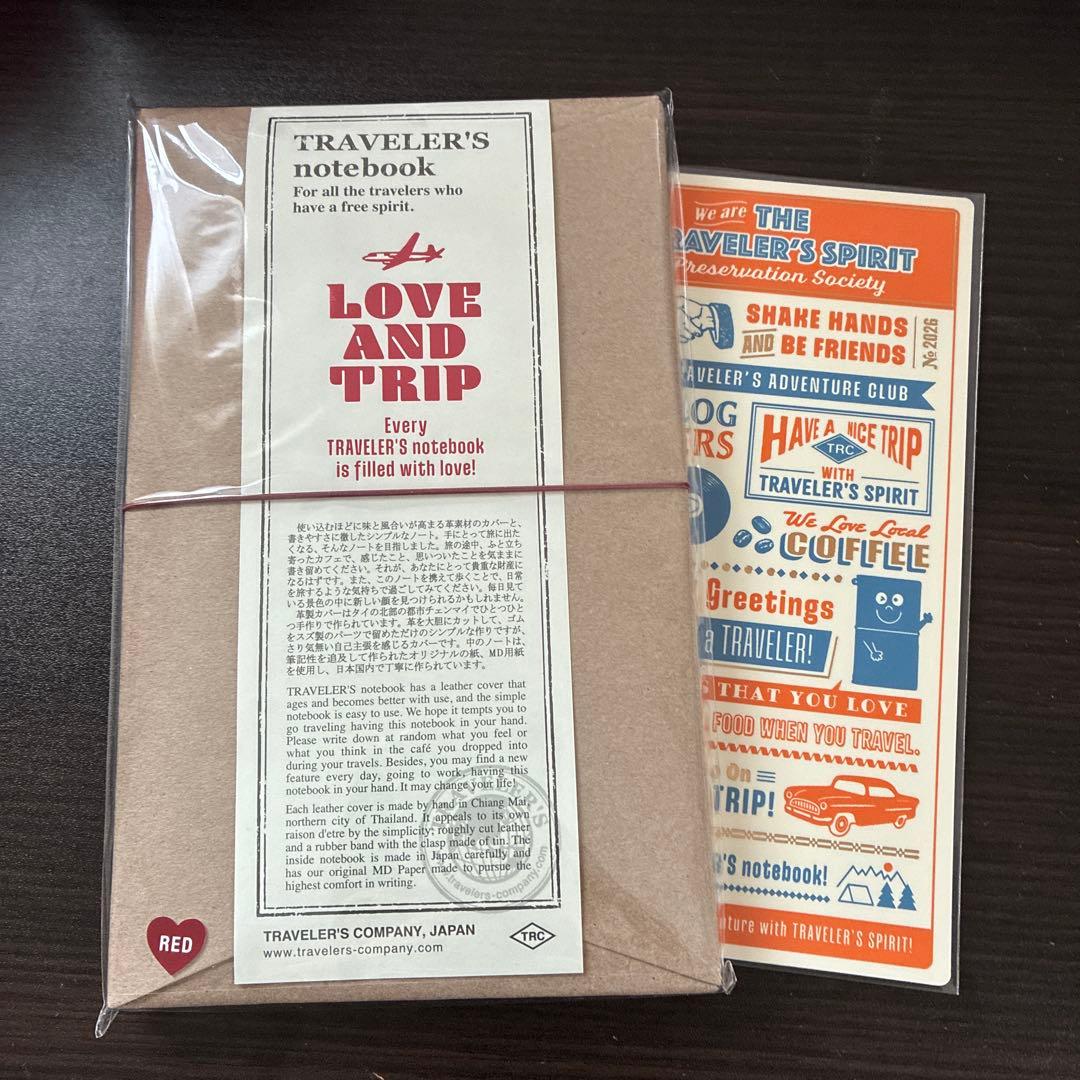 TRAVELER'S
notebook
For all the travelers who
have a free spirit.
LOVE
AND
TRIP
Every
TRAVELER'S notebook
is filled with love!
使い込むほどに味と風合いが高まる革素材のカバーと、
書きやすさに徹したシンプルなノート。手にとって旅に出た
くなる、そんなノートを目指しました。旅の途中、ふと立ち
寄ったカフェで、感じたこと、思いついたことを気ままに
書き留めてください。それが、あなたにとって貴重な財産に
なるはずです。また、このノートを携えて歩くことで、日常
を旅するような気持ちで過ごしてみてください。毎日見て
いる景色の中に新しい顔を見つけられるかもしれません。
革製カバーはタイの北部の都市チェンマイでひとつひと
つ手作りで作られています。革を大胆にカットして、ゴム
をスズ製のパーツで留めただけのシンプルな作りですが、
さり気無い自己主張を感じるカバーです。中のノートは、
筆記性を追及して作られたオリジナルの紙、MD用紙
を使用し、日本国内で丁寧に作られています。
TRAVELER'S notebook has a leather cover that
ages and becomes better with use, and the simple
notebook is easy to use. We hope it tempts you to
go traveling having this notebook in your hand.
Please write down at random what you feel or
what you think in the café you dropped into
during your travels. Besides, you may find a new
feature every day, going to work, having this
notebook in your hand. It may change your life!
Each leather cover is made by hand in Chiang Mai,
northern city of Thailand. It appeals to its own
raison d'etre by the simplicity; roughly cut leather
and a rubber band with the clasp made of tin. The
inside notebook is made in Japan carefully and
has our original MD Paper made to pursue the
highest comfort in writing.
TRAVELER'S
travelers-company.com
TRAVELER'S COMPANY, JAPAN
www.travelers-company.com
TRC
RED
We are THE
RAVELER'S SPIRIT
Preservation Society
SHAKE HANDS
AND BE FRIENDS
№ 2026
AVELER'S ADVENTURE CLUB
OG
RS
HAVE A NICE TRIP
TRC
WITH
TRAVELER'S SPIRIT
We Love Local
COFFEE
Greetings
a TRAVELER!
S THAT YOU LOVE
FOOD WHEN YOU TRAVEL.
o On
TRIP!
R'S notebook!
nture with TRAVELER'S SPIRIT!